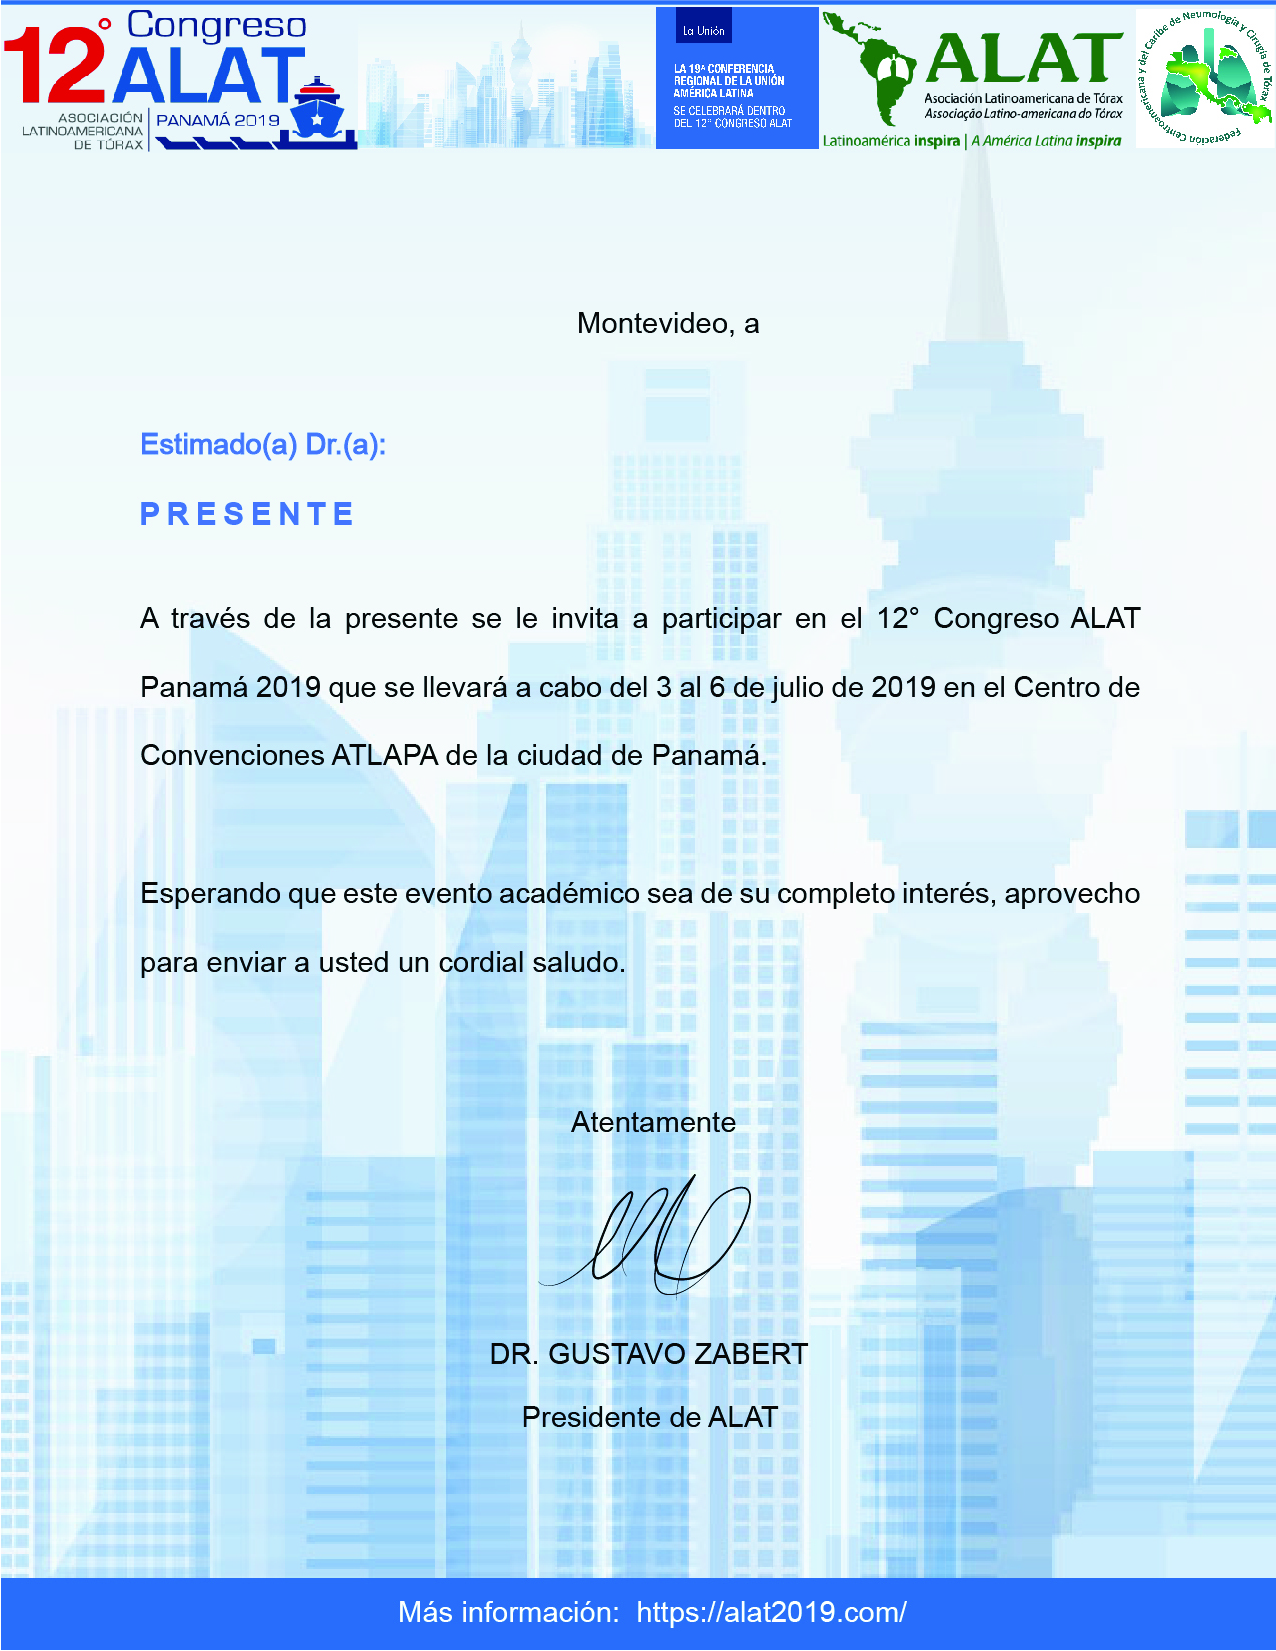 12° Congreso
ALAT
ASOCIACIÓN
LATINOAMERICANA
DE TÓRAX
PANAMÁ 2019
La Unión
LA 19ᴬ CONFERENCIA
REGIONAL DE LA UNIÓN
AMÉRICA LATINA
SE CELEBRARÁ DENTRO
DEL 12° CONGRESO ALAT
ALAT
Asociación Latinoamericana de Tórax
Associação Latino-americana do Tórax
Latinoamérica inspira | A América Latina inspira
Federación Centroamericana y del Caribe de Neumología y Cirugía de Tórax
Montevideo, a
Estimado(a) Dr.(a):
P R E S E N T E
A través de la presente se le invita a participar en el 12° Congreso ALAT
Panamá 2019 que se llevará a cabo del 3 al 6 de julio de 2019 en el Centro de
Convenciones ATLAPA de la ciudad de Panamá.
Esperando que este evento académico sea de su completo interés, aprovecho
para enviar a usted un cordial saludo.
Atentamente
DR. GUSTAVO ZABERT
Presidente de ALAT
Más información: https://alat2019.com/